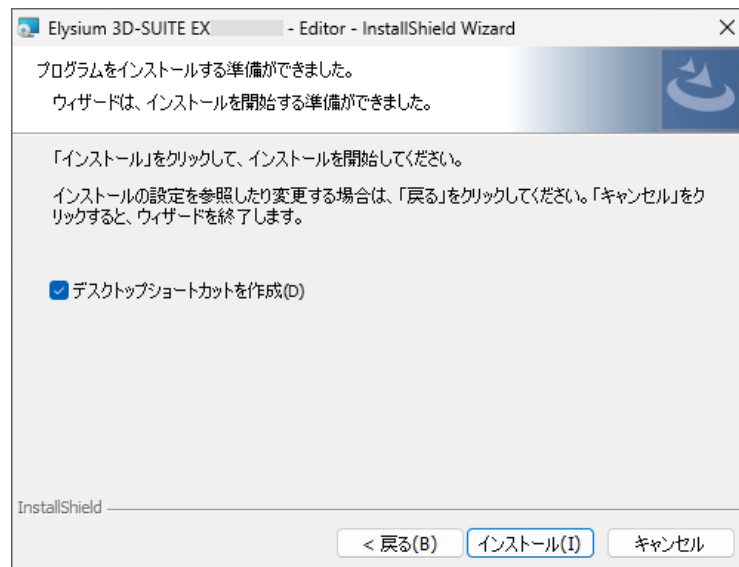 Elysium 3D-SUITE EX - Editor - InstallShield Wizard
プログラムをインストールする準備ができました。
ウィザードは、インストールを開始する準備ができました。
「インストール」をクリックして、インストールを開始してください。
インストールの設定を参照したり変更する場合は、「戻る」をクリックしてください。「キャンセル」をク
リックすると、ウィザードを終了します。
デスクトップショートカットを作成(D)
InstallShield
< 戻る(B) インストール(I) キャンセル